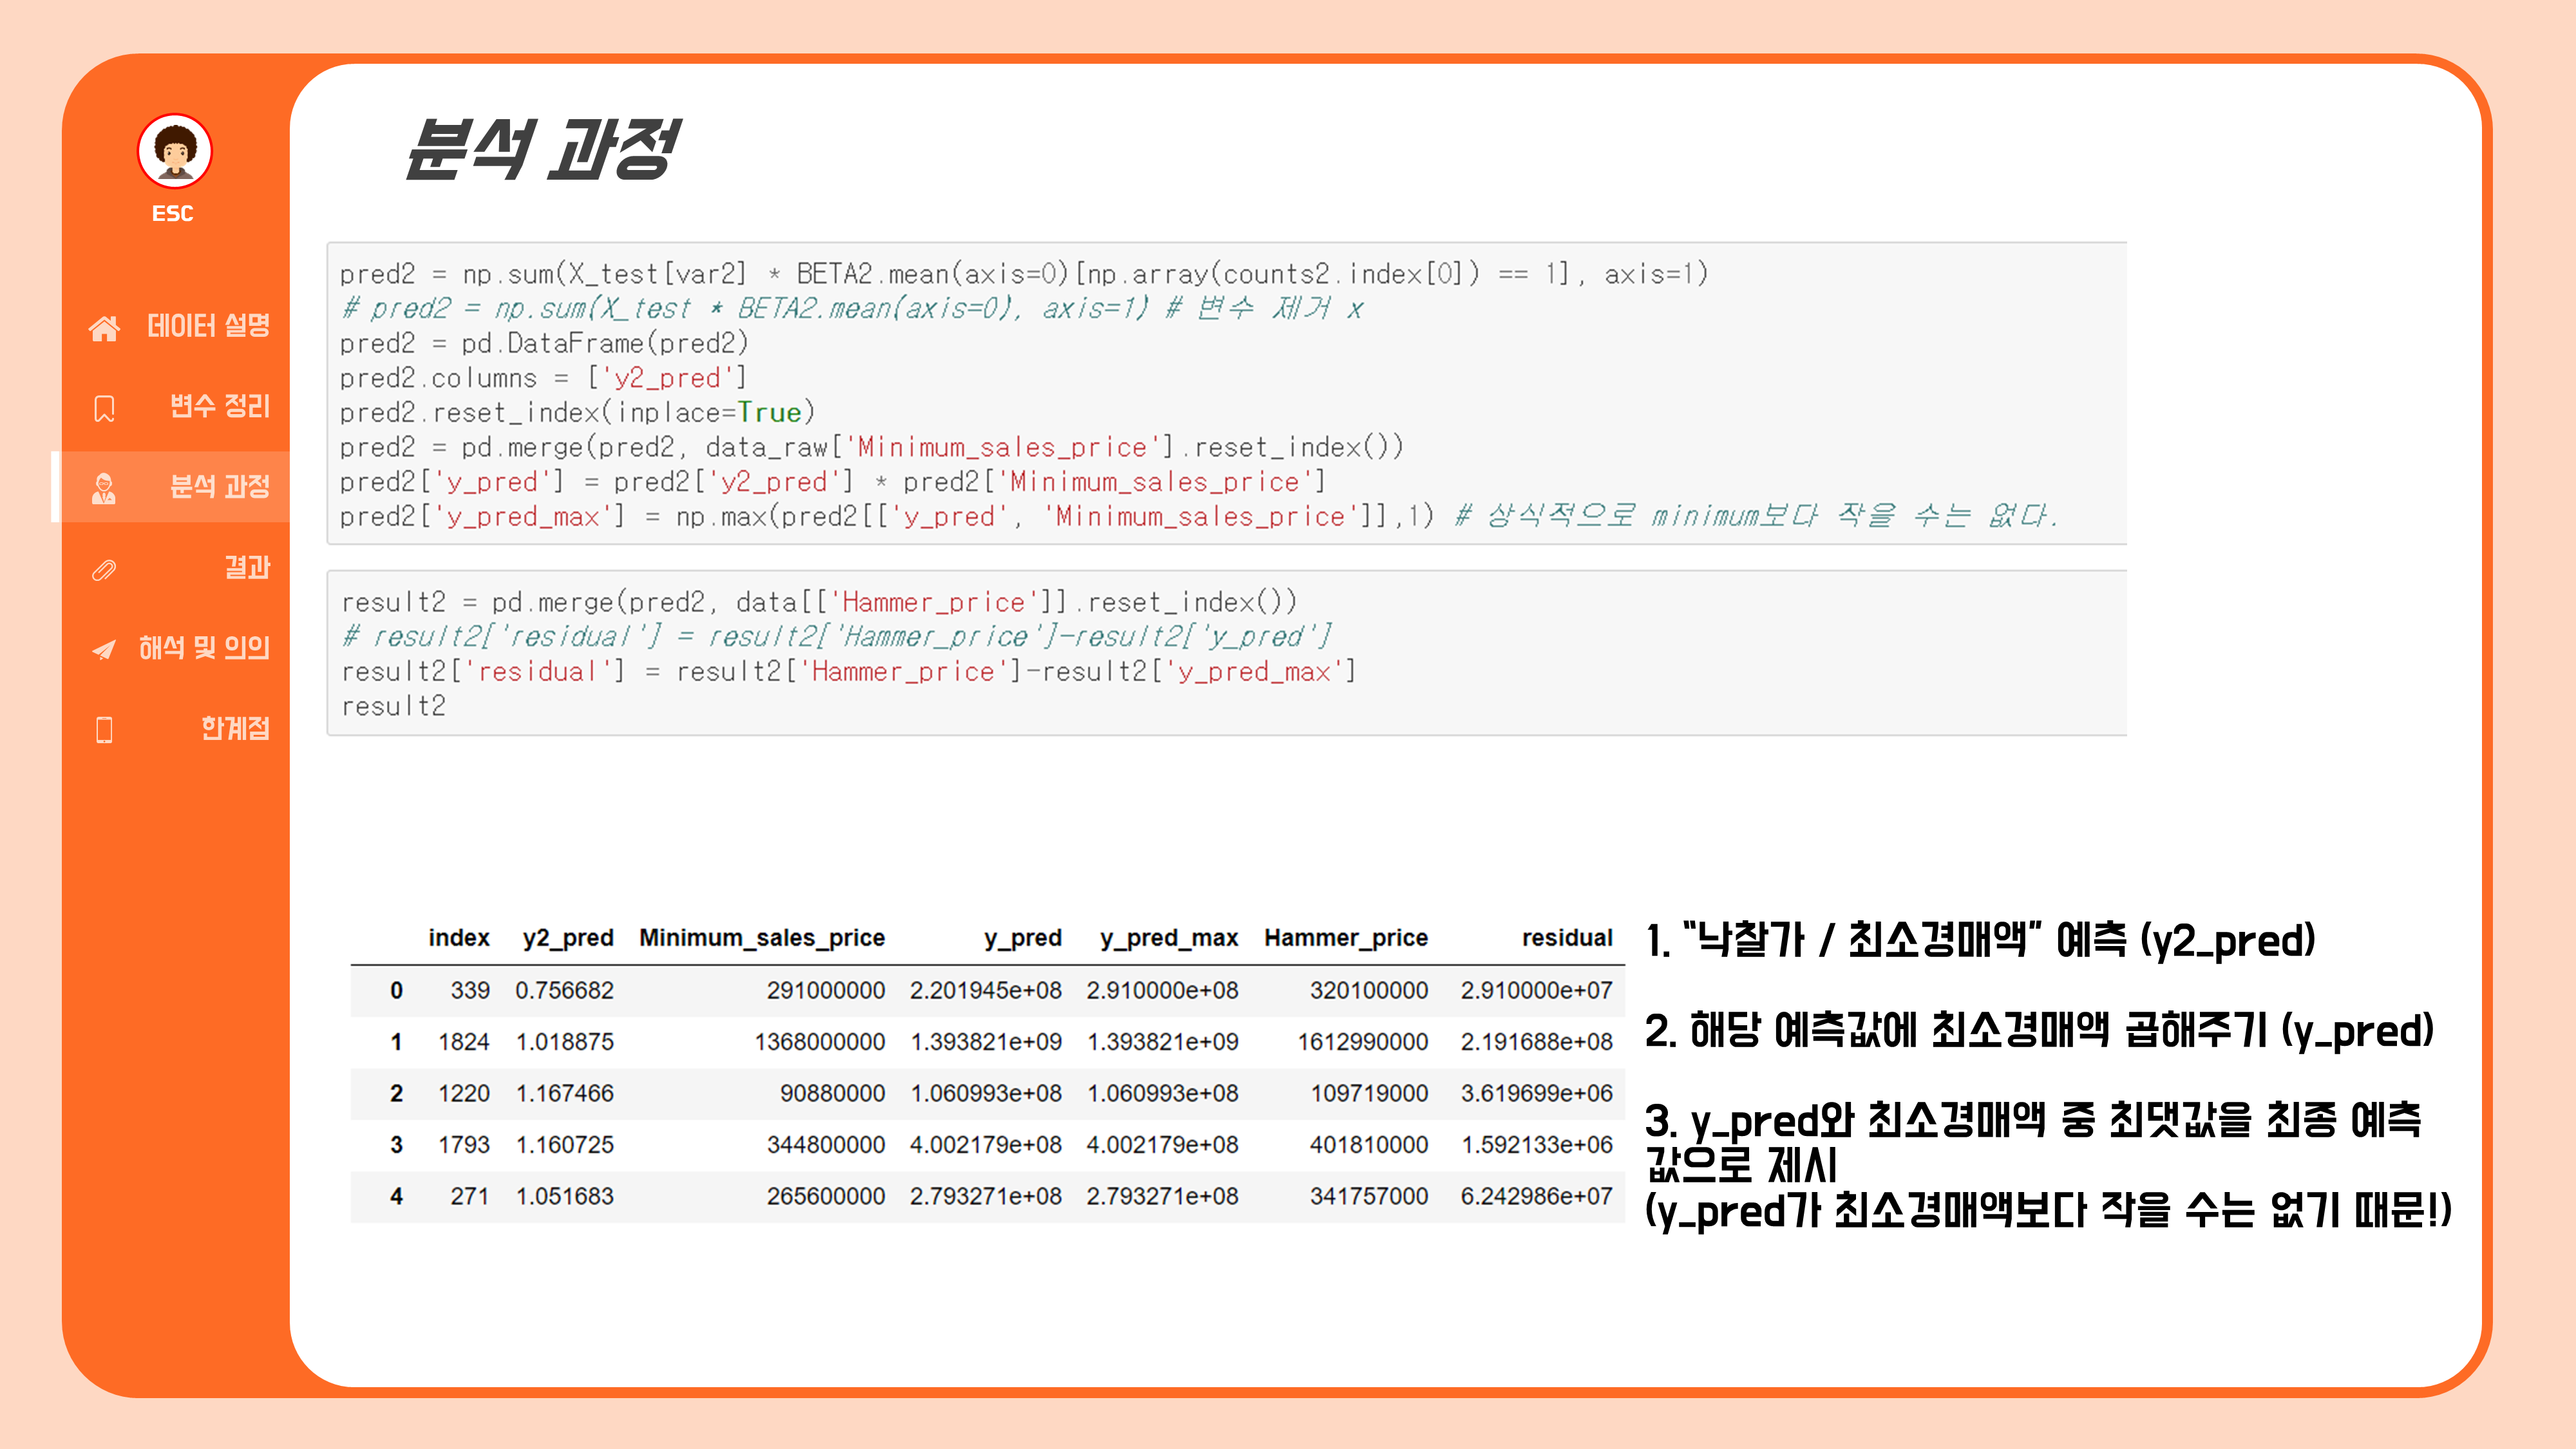 ESC
데이터 설명
변수 정리
분석 과정
결과
해석 및 의의
한계점
분석 과정
pred2 = np.sum(X_test[var2] * BETA2.mean(axis=0)[np.array(counts2.index[0]) == 1], axis=1)
# pred2 = np.sum(X_test * BETA2.mean(axis=0), axis=1) # 변수 제거 x
pred2 = pd.DataFrame(pred2)
pred2.columns = ['y2_pred']
pred2.reset_index(inplace=True)
pred2 = pd.merge(pred2, data_raw['Minimum_sales_price'].reset_index())
pred2['y_pred'] = pred2['y2_pred'] * pred2['Minimum_sales_price']
pred2['y_pred_max'] = np.max(pred2[['y_pred', 'Minimum_sales_price']],1) # 상식적으로 minimum보다 작을 수는 없다.
result2 = pd.merge(pred2, data[['Hammer_price']].reset_index())
# result2['residual'] = result2['Hammer_price']-result2['y_pred']
result2['residual'] = result2['Hammer_price']-result2['y_pred_max']
result2
index y2_pred Minimum_sales_price y_pred y_pred_max Hammer_price residual
0 339 0.756682 291000000 2.201945e+08 2.910000e+08 320100000 2.910000e+07
1 1824 1.018875 1368000000 1.393821e+09 1.393821e+09 1612990000 2.191688e+08
2 1220 1.167466 90880000 1.060993e+08 1.060993e+08 109719000 3.619699e+06
3 1793 1.160725 344800000 4.002179e+08 4.002179e+08 401810000 1.592133e+06
4 271 1.051683 265600000 2.793271e+08 2.793271e+08 341757000 6.242986e+07
1. "낙찰가 / 최소경매액" 예측 (y2_pred)
2. 해당 예측값에 최소경매액 곱해주기 (y_pred)
3. y_pred와 최소경매액 중 최댓값을 최종 예측
값으로 제시
(y_pred가 최소경매액보다 작을 수는 없기 때문!)